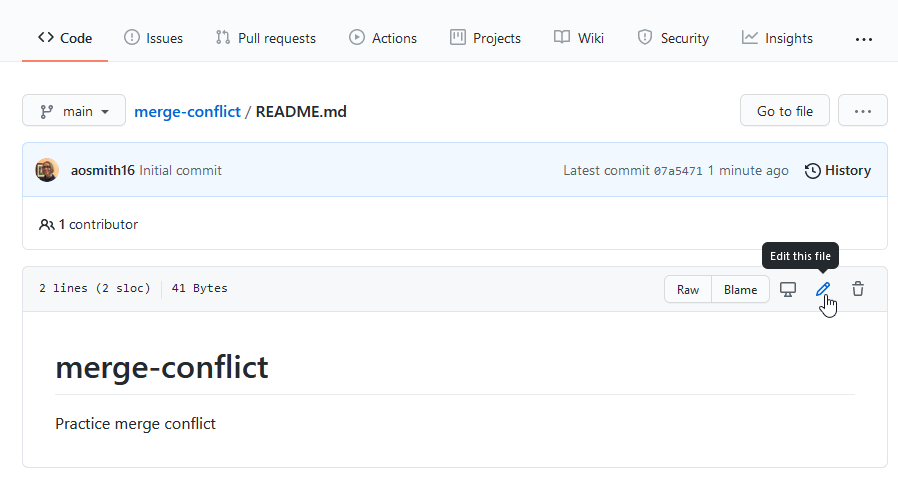 Code Issues Pull requests Actions Projects Wiki Security Insights ...
main merge-conflict / README.md Go to file ...
aosmith16 Initial commit Latest commit 07a5471 1 minute ago History
1 contributor
Edit this file
2 lines (2 sloc) 41 Bytes Raw Blame
merge-conflict
Practice merge conflict